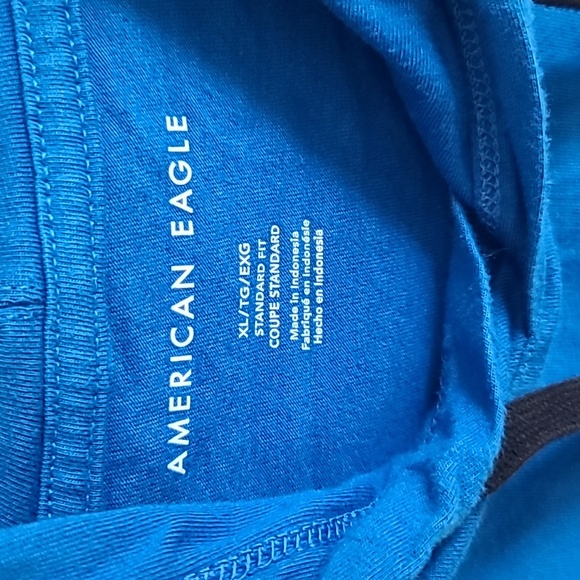 AMERICAN EAGLE
XL/TG/EXG
STANDARD FIT
COUPE STANDARD
Made in Indonesia
Fabriqué en Indonésie
Hecho en Indonesia